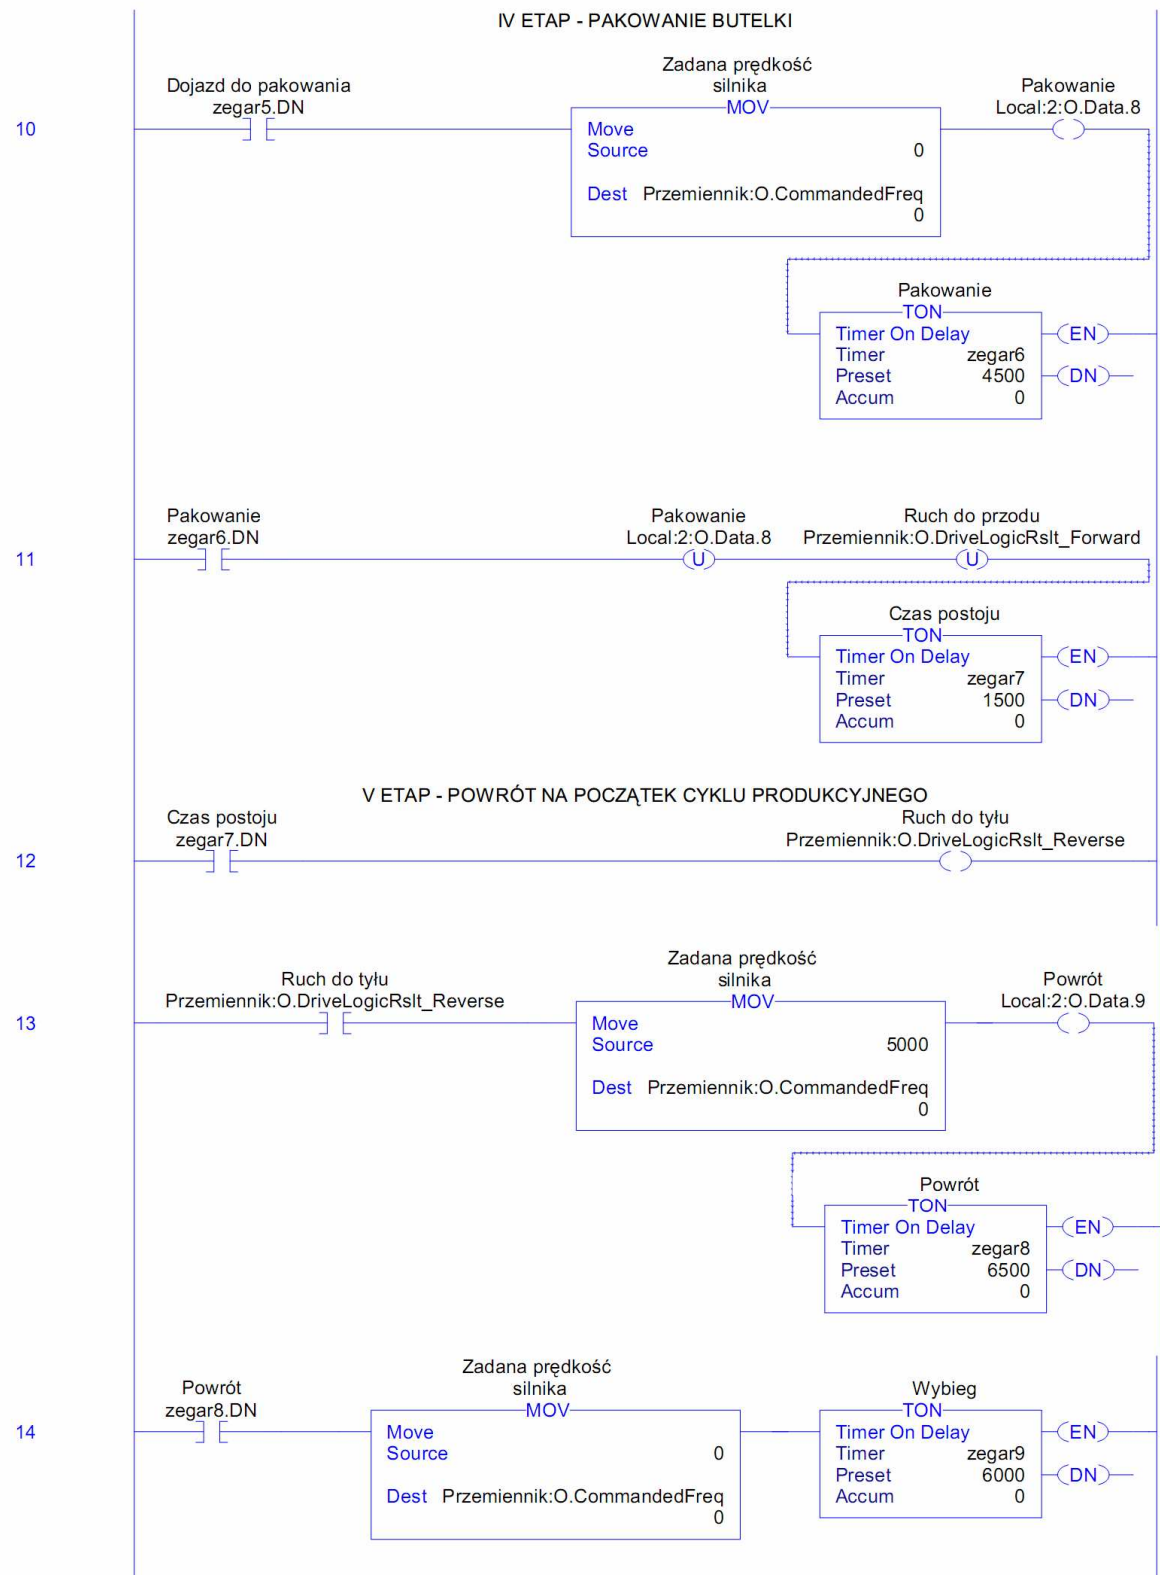 IV ETAP - PAKOWANIE BUTELKI
Dojazd do pakowania
zegar5.DN
Zadana prędkość
silnika
MOV
Pakowanie
Local:2:O.Data.8
10
Move
Source 0
Dest Przemiennik:O.CommandedFreq
0
Pakowanie
TON
Timer On Delay
Timer zegar6
Preset 4500
Accum 0
EN
DN
Pakowanie
zegar6.DN
Pakowanie
Local:2:O.Data.8
Ruch do przodu
Przemiennik:O.DriveLogicRslt_Forward
11
U
U
Czas postoju
TON
Timer On Delay
Timer zegar7
Preset 1500
Accum 0
EN
DN
V ETAP - POWRÓT NA POCZĄTEK CYKLU PRODUKCYJNEGO
Czas postoju
zegar7.DN
Ruch do tyłu
Przemiennik:O.DriveLogicRslt_Reverse
12
Ruch do tyłu
Przemiennik:O.DriveLogicRslt_Reverse
Zadana prędkość
silnika
MOV
Powrót
Local:2:O.Data.9
13
Move
Source 5000
Dest Przemiennik:O.CommandedFreq
0
Powrót
TON
Timer On Delay
Timer zegar8
Preset 6500
Accum 0
EN
DN
Powrót
zegar8.DN
Zadana prędkość
silnika
MOV
Wybieg
TON
14
Move
Source 0
Dest Przemiennik:O.CommandedFreq
0
Timer On Delay
Timer zegar9
Preset 6000
Accum 0
EN
DN